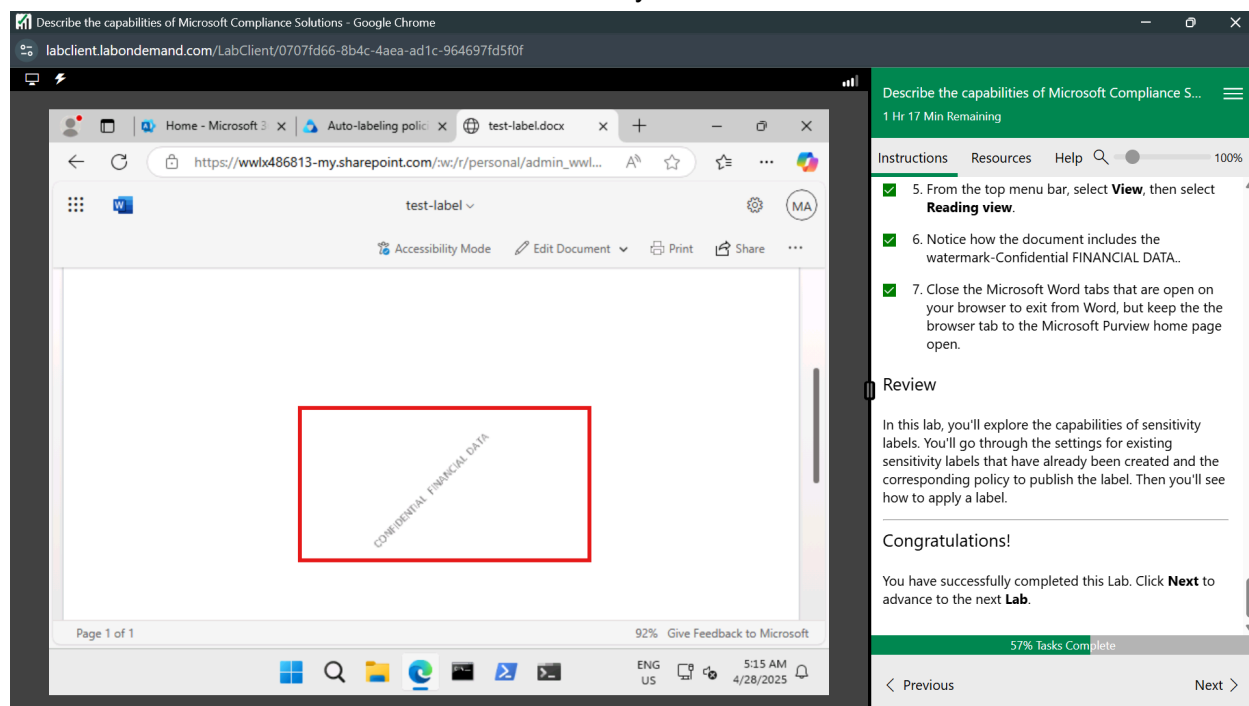 Describe the capabilities of Microsoft Compliance Solutions - Google Chrome
labclient.labondemand.com/LabClient/0707fd66-8b4c-4aea-ad1c-964697fd5f0f
Home - Microsoft 3
Auto-labeling polic
test-label.docx
https://wwlx486813-my.sharepoint.com/:w:/r/personal/admin_wwl...
test-label
MA
Accessibility Mode
Edit Document
Print
Share
CONFIDENTIAL FINANCIAL DATA
Page 1 of 1
92%
Give Feedback to Microsoft
ENG
US
5:15 AM
4/28/2025
Describe the capabilities of Microsoft Compliance S...
1 Hr 17 Min Remaining
Instructions
Resources
Help
100%
5. From the top menu bar, select View, then select
Reading view.
6. Notice how the document includes the
watermark-Confidential FINANCIAL DATA..
7. Close the Microsoft Word tabs that are open on
your browser to exit from Word, but keep the the
browser tab to the Microsoft Purview home page
open.
Review
In this lab, you'll explore the capabilities of sensitivity
labels. You'll go through the settings for existing
sensitivity labels that have already been created and the
corresponding policy to publish the label. Then you'll see
how to apply a label.
Congratulations!
You have successfully completed this Lab. Click Next to
advance to the next Lab.
57% Tasks Complete
Previous
Next